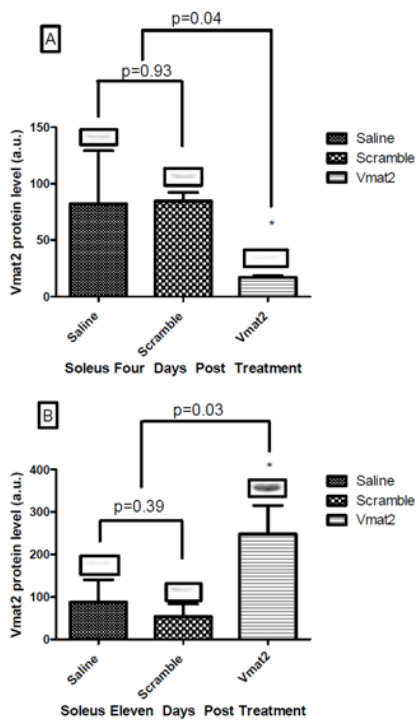 A
p=0.04
p=0.93
Vmat2 protein level (a.u.)
150
100
50
0
*
Saline
Scramble
Vmat2
Saline
Scramble
Vmat2
Soleus Four Days Post Treatment
B
p=0.03
p=0.39
Vmat2 protein level (a.u.)
400
300
200
100
0
*
Saline
Scramble
Vmat2
Saline
Scramble
Vmat2
Soleus Eleven Days Post Treatment